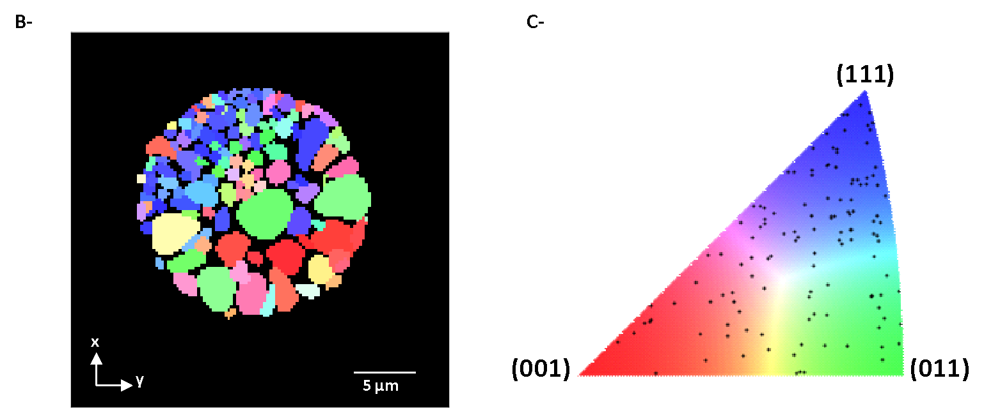 B-
C-
(111)
x
y
5 µm
(001)
(011)